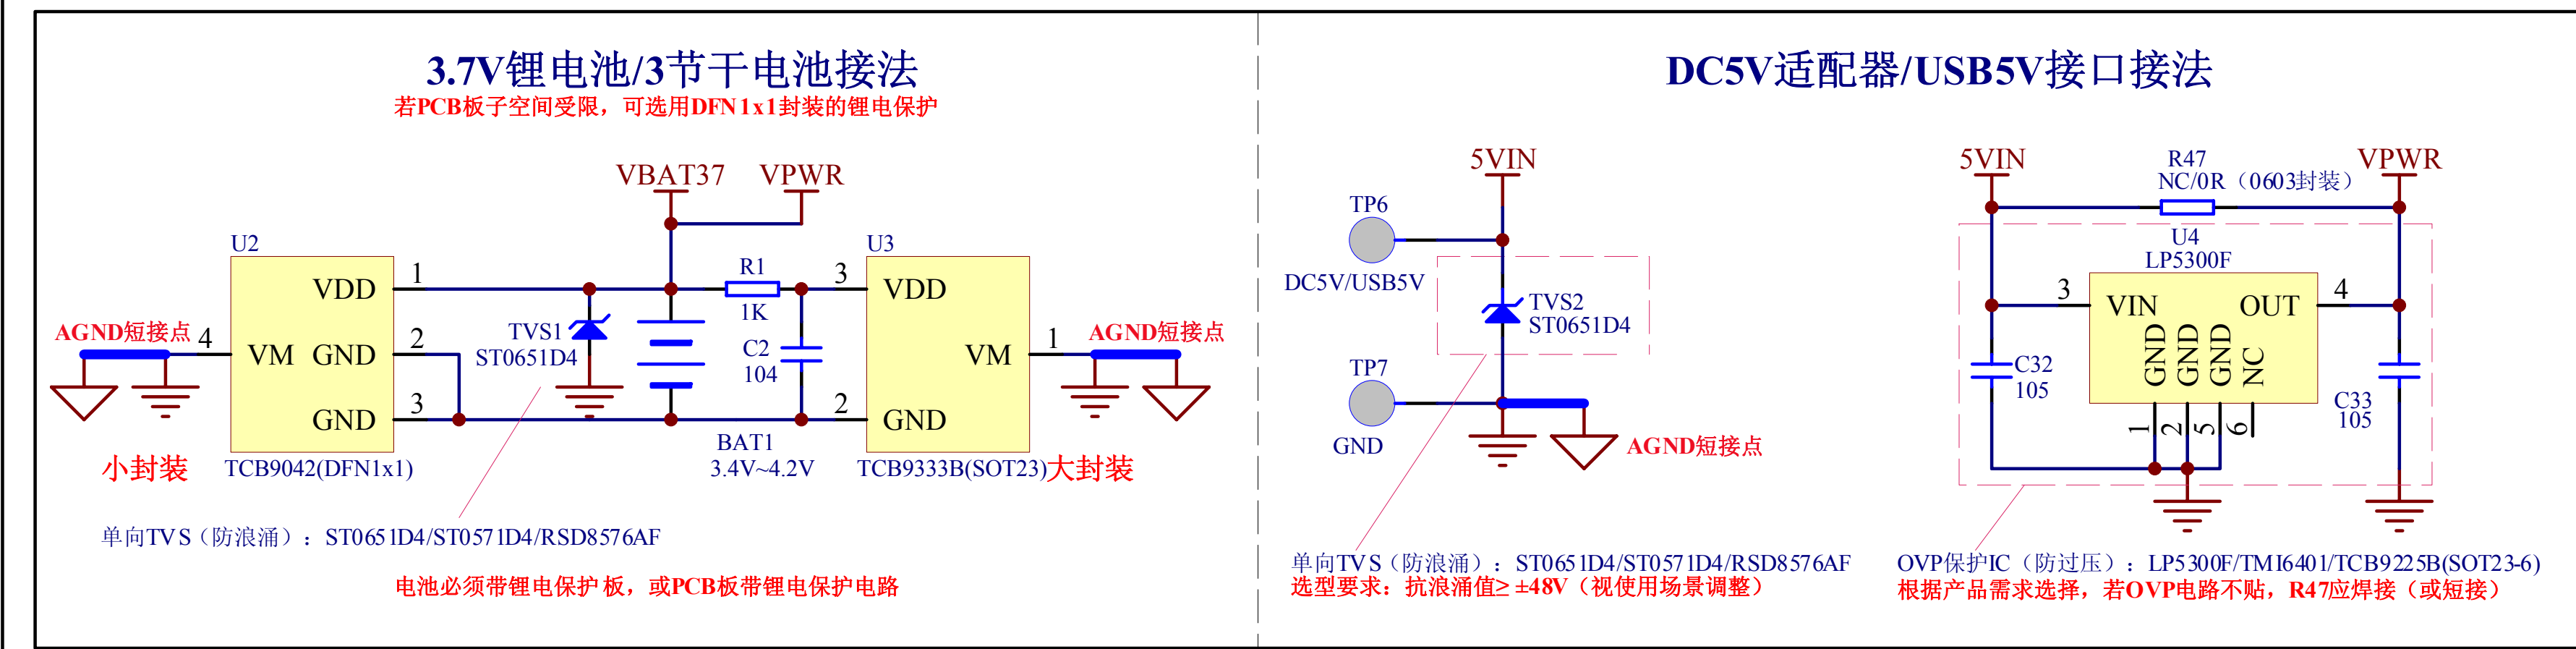 3.7V锂电池/3节干电池接法
若PCB板子空间受限，可选用DFN1x1封装的锂电保护
VBAT37
VPWR
U2
VDD
1
VM
4
GND
2
GND
3
AGND短接点
小封装
TCB9042(DFN1x1)
TVS1
ST0651D4
R1
1K
C2
104
BAT1
3.4V~4.2V
U3
3
VDD
VM
1
2
GND
AGND短接点
TCB9333B(SOT23)
大封装
单向TVS（防浪涌）：ST0651D4/ST0571D4/RSD8576AF
电池必须带锂电保护板，或PCB板带锂电保护电路
DC5V适配器/USB5V接口接法
5VIN
TP6
DC5V/USB5V
TVS2
ST0651D4
TP7
GND
AGND短接点
单向TVS（防浪涌）：ST0651D4/ST0571D4/RSD8576AF
选型要求：抗浪涌值≥ ±48V（视使用场景调整）
5VIN
R47
NC/0R（0603封装）
VPWR
U4
LP5300F
3
VIN
OUT
4
GND
GND
GND
NC
1
2
5
6
C32
105
C33
105
OVP保护IC（防过压）：LP5300F/TMI6401/TCB9225B(SOT23-6)
根据产品需求选择，若OVP电路不贴，R47应焊接（或短接）